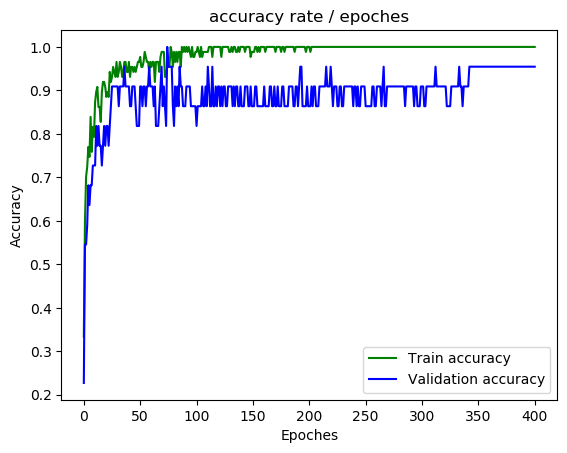 accuracy rate / epoches
1.0
0.9
0.8
0.7
0.6
0.5
0.4
0.3
0.2
Accuracy
Train accuracy
Validation accuracy
0 50 100 150 200 250 300 350 400
Epoches